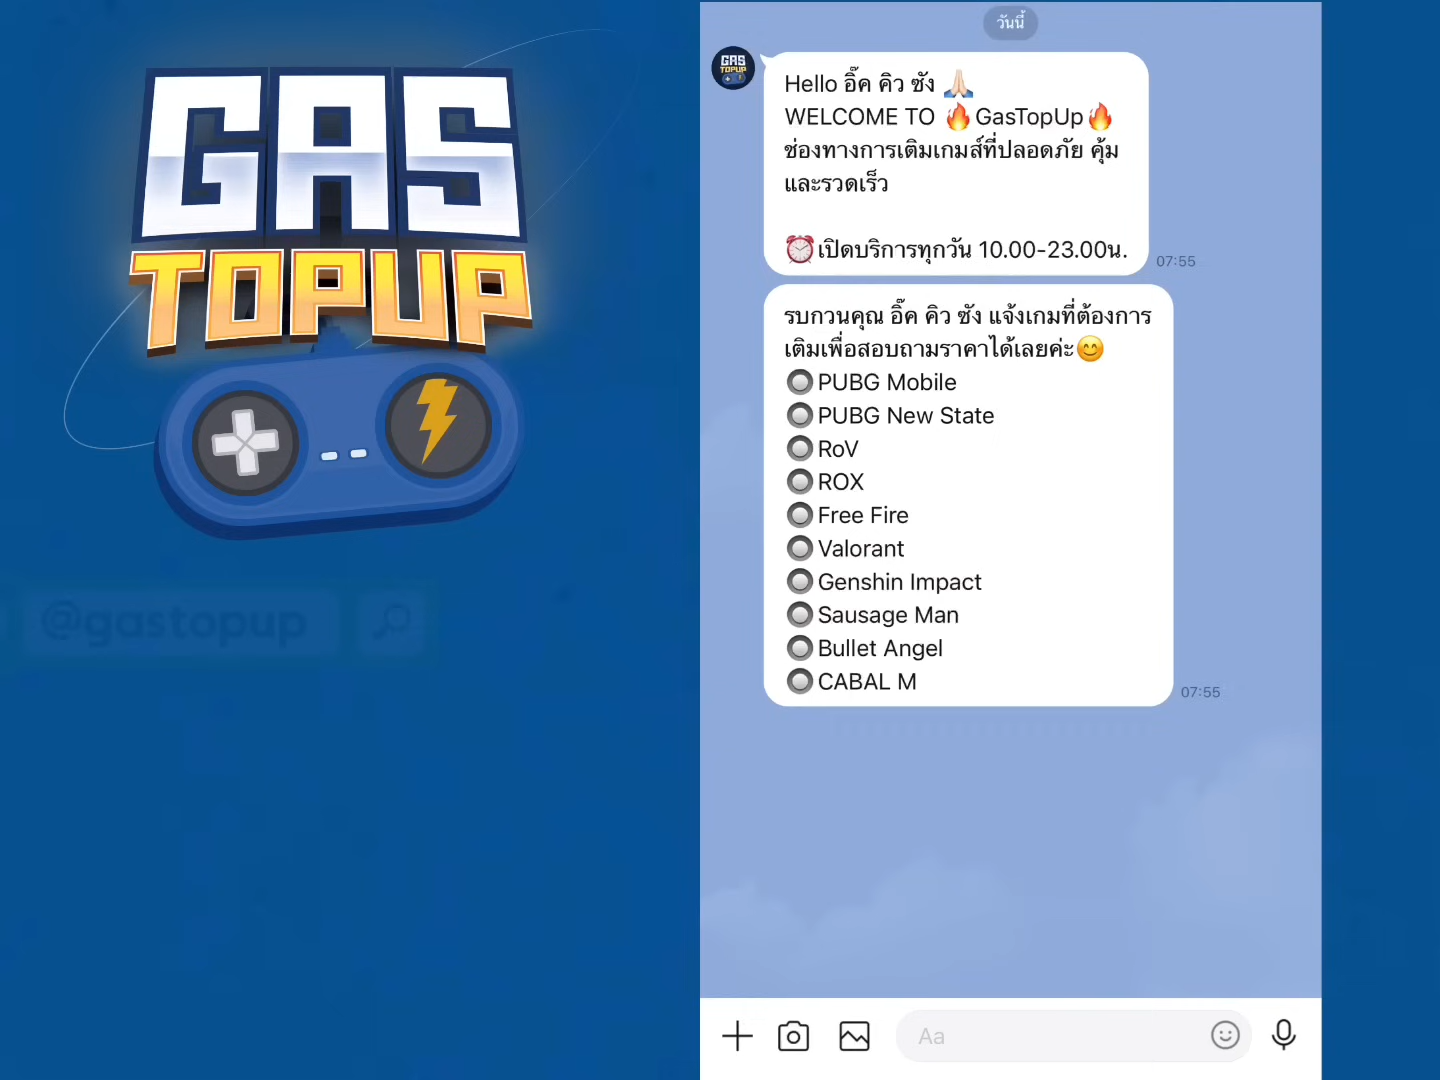 GAS
TOPUP
@gastopup
วันนี้
GAS
TOPUP
Hello อิ๊ค คิว ซัง 🙏🏻
WELCOME TO 🔥GasTopUp🔥
ช่องทางการเติมเกมส์ที่ปลอดภัย คุ้ม
และรวดเร็ว
⏰เปิดบริการทุกวัน 10.00-23.00น.
07:55
รบกวนคุณ อิ๊ค คิว ซัง แจ้งเกมที่ต้องการ
เติมเพื่อสอบถามราคาได้เลยค่ะ😊
🔘PUBG Mobile
🔘PUBG New State
🔘RoV
🔘ROX
🔘Free Fire
🔘Valorant
🔘Genshin Impact
🔘Sausage Man
🔘Bullet Angel
🔘CABAL M
07:55
Aa